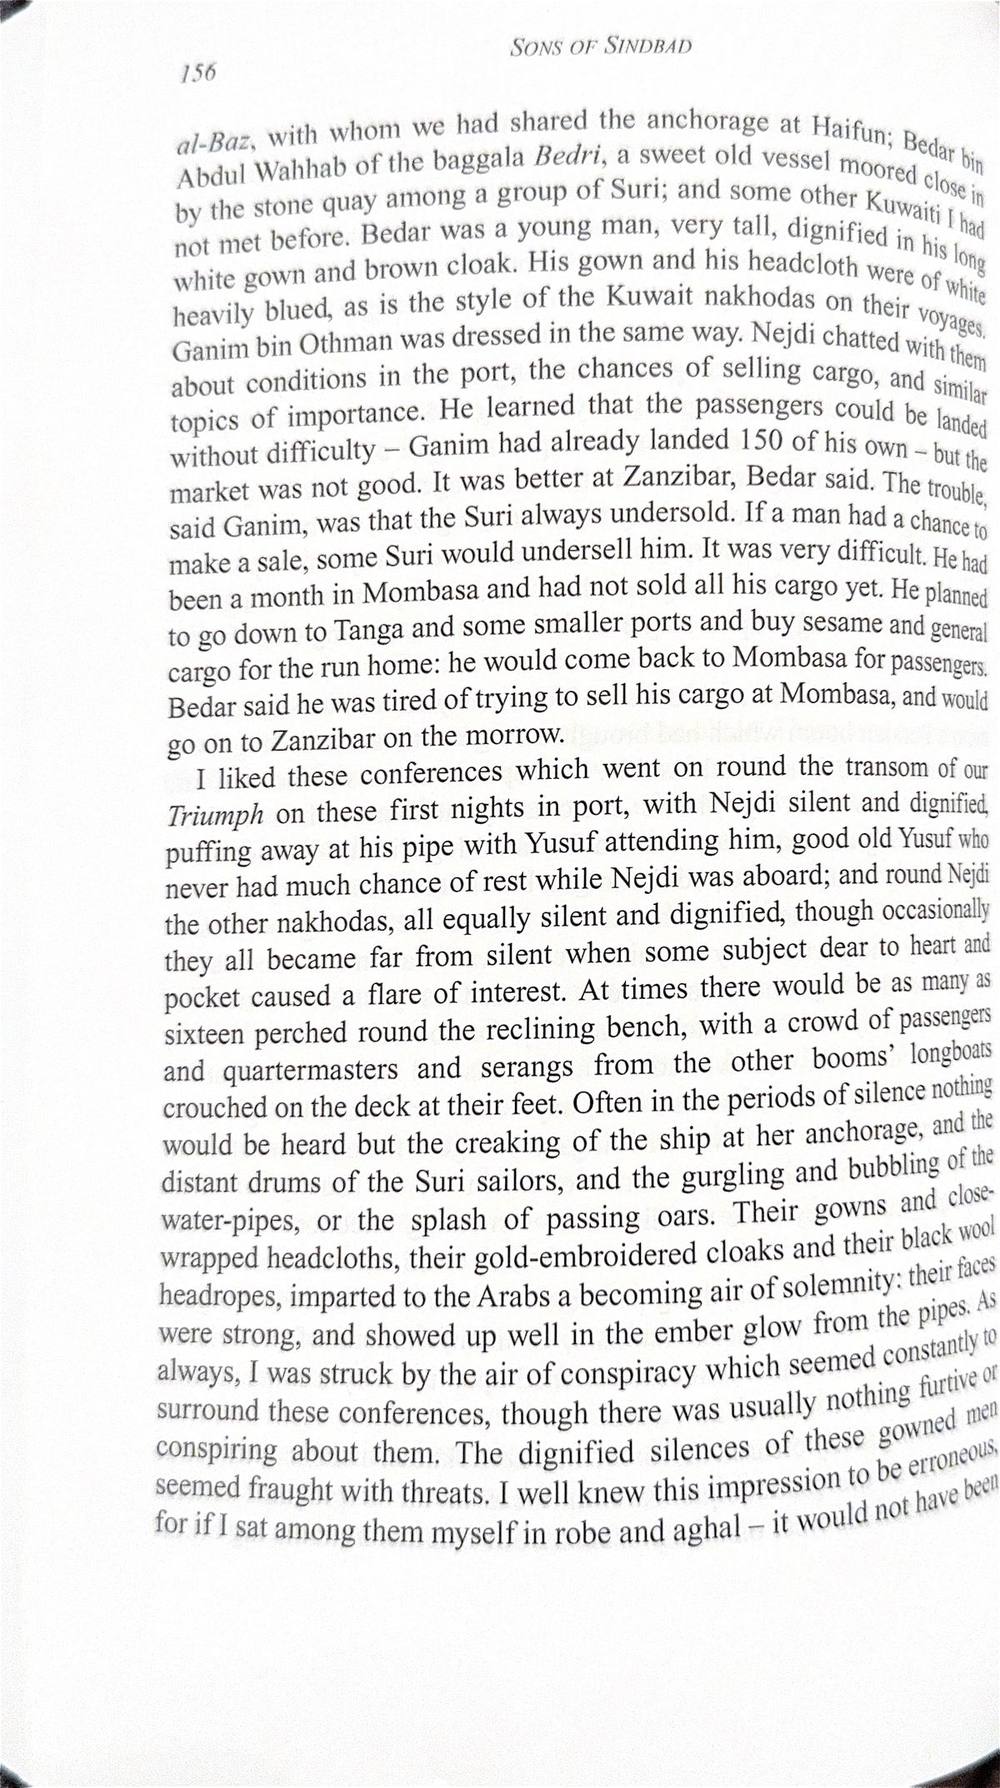 SONS OF SINDBAD
156
al-Baz, with whom we had shared the anchorage at Haifun; Bedar bin
Abdul Wahhab of the baggala Bedri, a sweet old vessel moored close in
by the stone quay among a group of Suri; and some other Kuwaiti I had
not met before. Bedar was a young man, very tall, dignified in his long
white gown and brown cloak. His gown and his headcloth were of white
heavily blued, as is the style of the Kuwait nakhodas on their voyages.
Ganim bin Othman was dressed in the same way. Nejdi chatted with them
about conditions in the port, the chances of selling cargo, and similar
topics of importance. He learned that the passengers could be landed
without difficulty – Ganim had already landed 150 of his own – but the
market was not good. It was better at Zanzibar, Bedar said. The trouble,
said Ganim, was that the Suri always undersold. If a man had a chance to
make a sale, some Suri would undersell him. It was very difficult. He had
been a month in Mombasa and had not sold all his cargo yet. He planned
to go down to Tanga and some smaller ports and buy sesame and general
cargo for the run home: he would come back to Mombasa for passengers.
Bedar said he was tired of trying to sell his cargo at Mombasa, and would
go on to Zanzibar on the morrow.
I liked these conferences which went on round the transom of our
Triumph on these first nights in port, with Nejdi silent and dignified,
puffing away at his pipe with Yusuf attending him, good old Yusuf who
never had much chance of rest while Nejdi was aboard; and round Nejdi
the other nakhodas, all equally silent and dignified, though occasionally
they all became far from silent when some subject dear to heart and
pocket caused a flare of interest. At times there would be as many as
sixteen perched round the reclining bench, with a crowd of passengers
and quartermasters and serangs from the other booms’ longboats
crouched on the deck at their feet. Often in the periods of silence nothing
would be heard but the creaking of the ship at her anchorage, and the
distant drums of the Suri sailors, and the gurgling and bubbling of the
water-pipes, or the splash of passing oars. Their gowns and close-
wrapped headcloths, their gold-embroidered cloaks and their black wool
headropes, imparted to the Arabs a becoming air of solemnity: their faces
were strong, and showed up well in the ember glow from the pipes. As
always, I was struck by the air of conspiracy which seemed constantly to
surround these conferences, though there was usually nothing furtive or
conspiring about them. The dignified silences of these gowned men
seemed fraught with threats. I well knew this impression to be erroneous,
for if I sat among them myself in robe and aghal – it would not have been